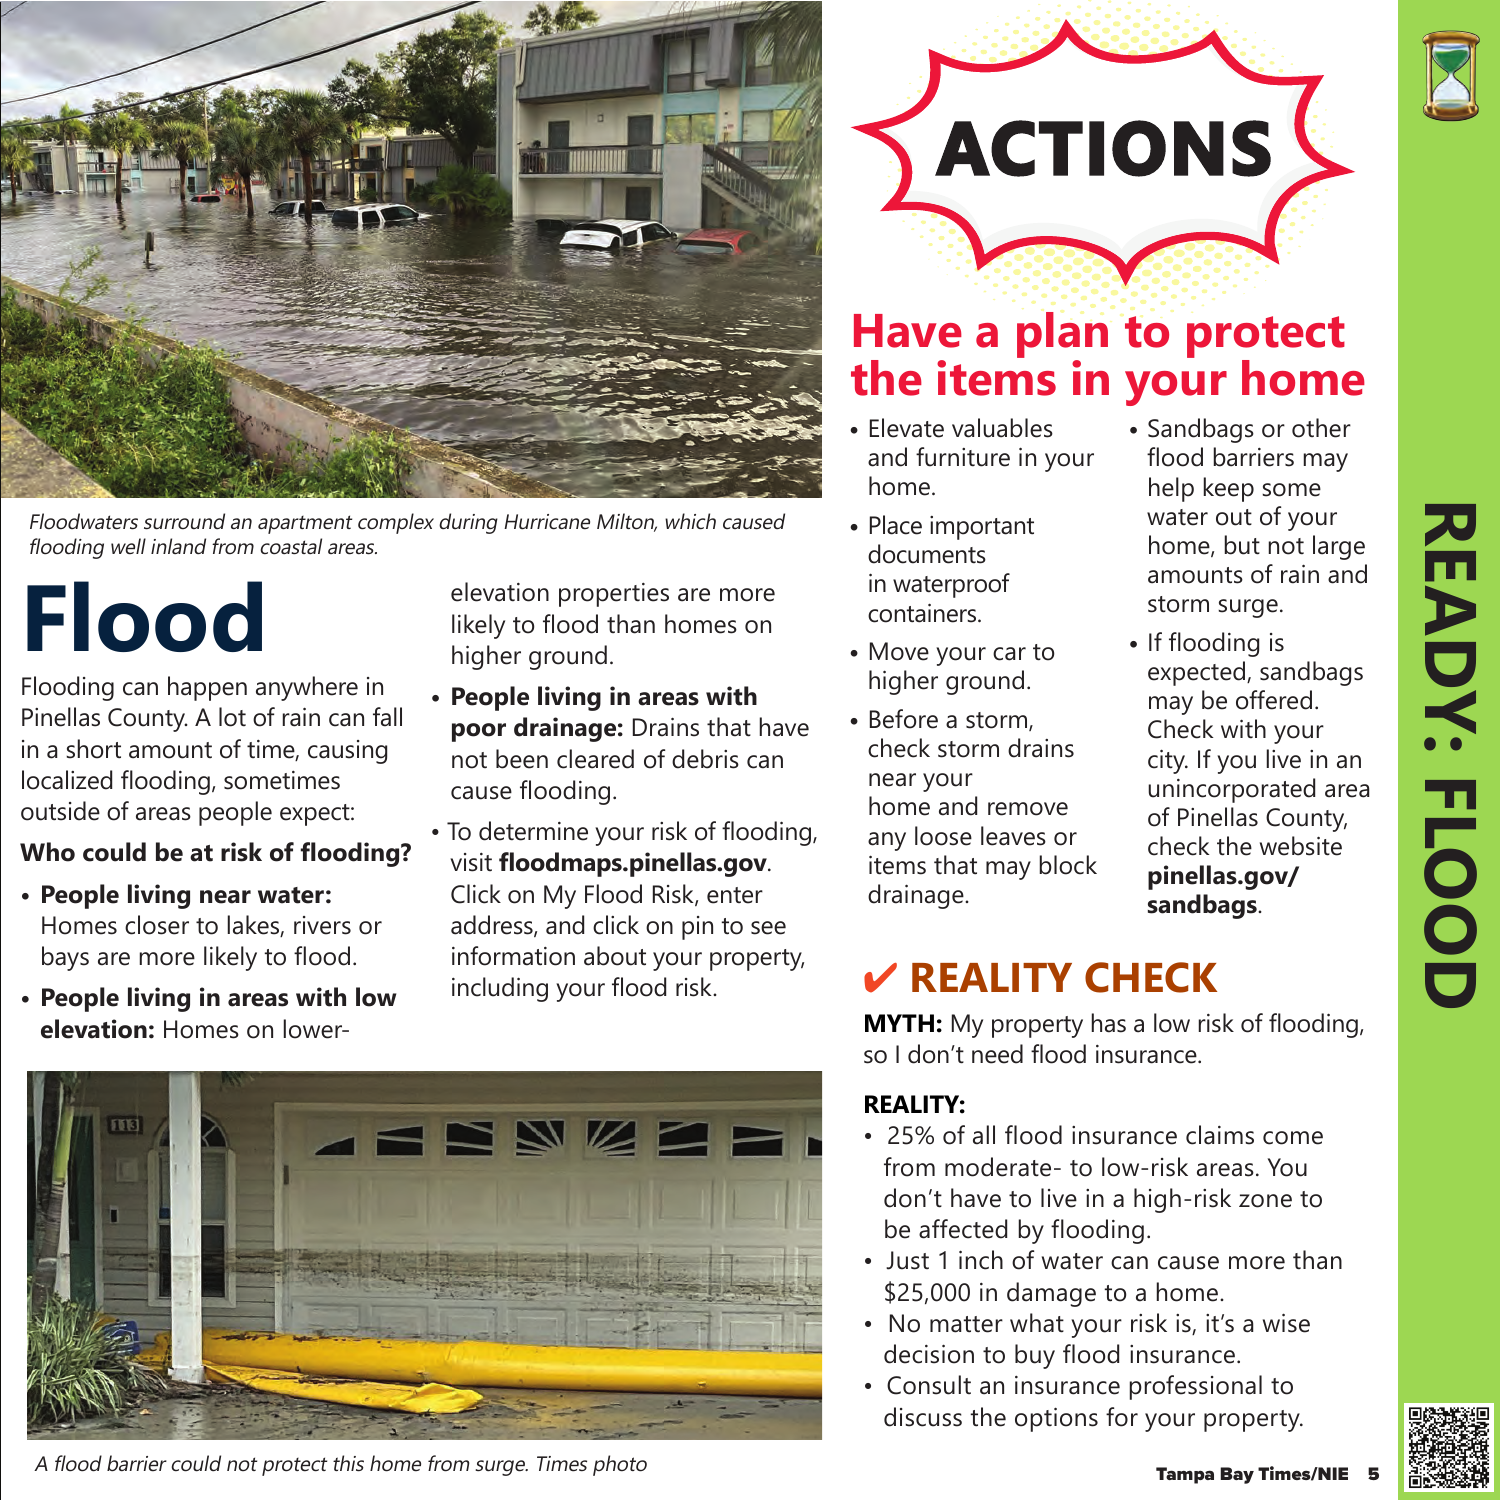 Floodwaters surround an apartment complex during Hurricane Milton, which caused
flooding well inland from coastal areas.
Flood
Flooding can happen anywhere in
Pinellas County. A lot of rain can fall
in a short amount of time, causing
localized flooding, sometimes
outside of areas people expect:
Who could be at risk of flooding?
• People living near water:
Homes closer to lakes, rivers or
bays are more likely to flood.
• People living in areas with low
elevation: Homes on lower-
elevation properties are more
likely to flood than homes on
higher ground.
• People living in areas with
poor drainage: Drains that have
not been cleared of debris can
cause flooding.
• To determine your risk of flooding,
visit floodmaps.pinellas.gov.
Click on My Flood Risk, enter
address, and click on pin to see
information about your property,
including your flood risk.
113
A flood barrier could not protect this home from surge. Times photo
ACTIONS
Have a plan to protect
the items in your home
• Elevate valuables
and furniture in your
home.
• Place important
documents
in waterproof
containers.
• Move your car to
higher ground.
• Before a storm,
check storm drains
near your
home and remove
any loose leaves or
items that may block
drainage.
• Sandbags or other
flood barriers may
help keep some
water out of your
home, but not large
amounts of rain and
storm surge.
• If flooding is
expected, sandbags
may be offered.
Check with your
city. If you live in an
unincorporated area
of Pinellas County,
check the website
pinellas.gov/
sandbags.
✔ REALITY CHECK
MYTH: My property has a low risk of flooding,
so I don't need flood insurance.
REALITY:
• 25% of all flood insurance claims come
from moderate- to low-risk areas. You
don't have to live in a high-risk zone to
be affected by flooding.
• Just 1 inch of water can cause more than
$25,000 in damage to a home.
• No matter what your risk is, it's a wise
decision to buy flood insurance.
• Consult an insurance professional to
discuss the options for your property.
Tampa Bay Times/NIE 5
READY: FLOOD